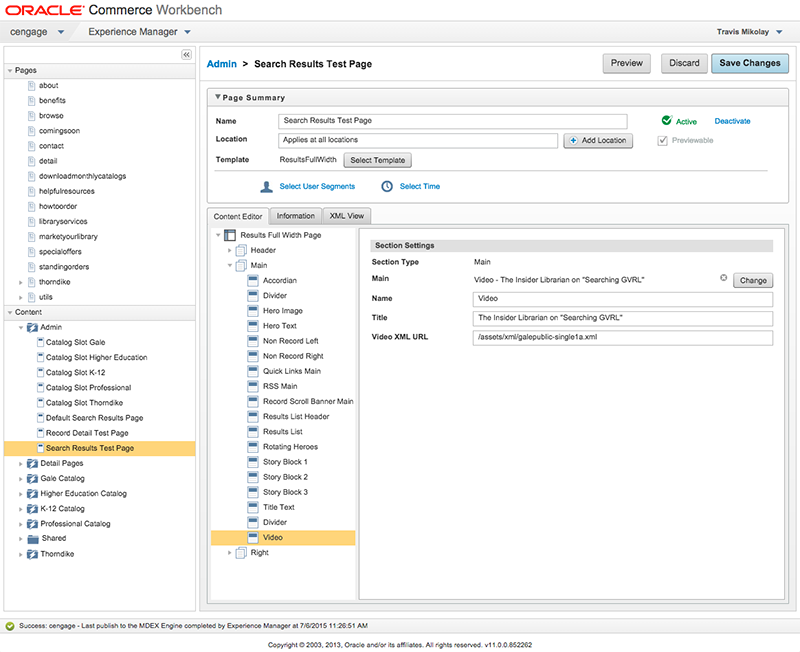 ORACLE Commerce Workbench
cengage Experience Manager Travis Mikolay
Pages
about
benefits
browse
comingsoon
contact
detail
downloadmonthlycatalogs
helpfulresources
howtoorder
libraryservices
marketyourlibrary
specialoffers
standingorders
thorndike
utils
Content
Admin
Catalog Slot Gale
Catalog Slot Higher Education
Catalog Slot K-12
Catalog Slot Professional
Catalog Slot Thorndike
Default Search Results Page
Record Detail Test Page
Search Results Test Page
Detail Pages
Gale Catalog
Higher Education Catalog
K-12 Catalog
Professional Catalog
Shared
Thorndike
Admin > Search Results Test Page Preview Discard Save Changes
Page Summary
Name Search Results Test Page Active Deactivate
Location Applies at all locations Add Location Previewable
Template ResultsFullWidth Select Template
Select User Segments Select Time
Content Editor Information XML View
Results Full Width Page
Header
Main
Accordian
Divider
Hero Image
Hero Text
Non Record Left
Non Record Right
Quick Links Main
RSS Main
Record Scroll Banner Main
Results List Header
Results List
Rotating Heroes
Story Block 1
Story Block 2
Story Block 3
Title Text
Divider
Video
Right
Section Settings
Section Type Main
Main Video - The Insider Librarian on "Searching GVRL" Change
Name Video
Title The Insider Librarian on "Searching GVRL"
Video XML URL /assets/xml/galepublic-single1a.xml
Success: cengage - Last publish to the MDEX Engine completed by Experience Manager at 7/6/2015 11:26:51 AM
Copyright © 2003, 2013, Oracle and/or its affiliates. All rights reserved. v11.0.0.852262